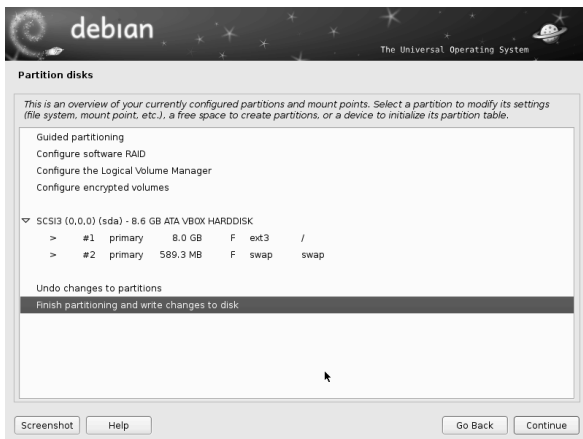 debian
The Universal Operating System
Partition disks
This is an overview of your currently configured partitions and mount points. Select a partition to modify its settings
(file system, mount point, etc.), a free space to create partitions, or a device to initialize its partition table.
Guided partitioning
Configure software RAID
Configure the Logical Volume Manager
Configure encrypted volumes
SCSI3 (0,0,0) (sda) - 8.6 GB ATA VBOX HARDDISK
> #1 primary 8.0 GB F ext3 /
> #2 primary 589.3 MB F swap swap
Undo changes to partitions
Finish partitioning and write changes to disk
Screenshot Help Go Back Continue